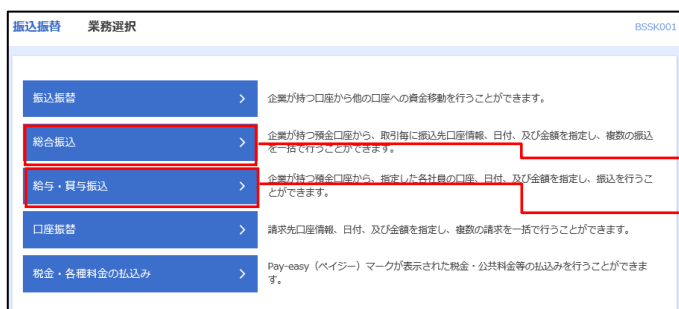 振込振替 業務選択 BSSK001
振込振替 企業が持つ口座から他の口座への資金移動を行うことができます。
総合振込 企業が持つ預金口座から、取引毎に振込先口座情報、日付、及び金額を指定し、複数の振込
を一括で行うことができます。
給与・賞与振込 企業が持つ預金口座から、指定した各社員の口座、日付、及び金額を指定し、振込を行うこ
とができます。
口座振替 請求先口座情報、日付、及び金額を指定し、複数の請求を一括で行うことができます。
税金・各種料金の払込み Pay-easy（ペイジー）マークが表示された税金・公共料金等の払込みを行うことができま
す。